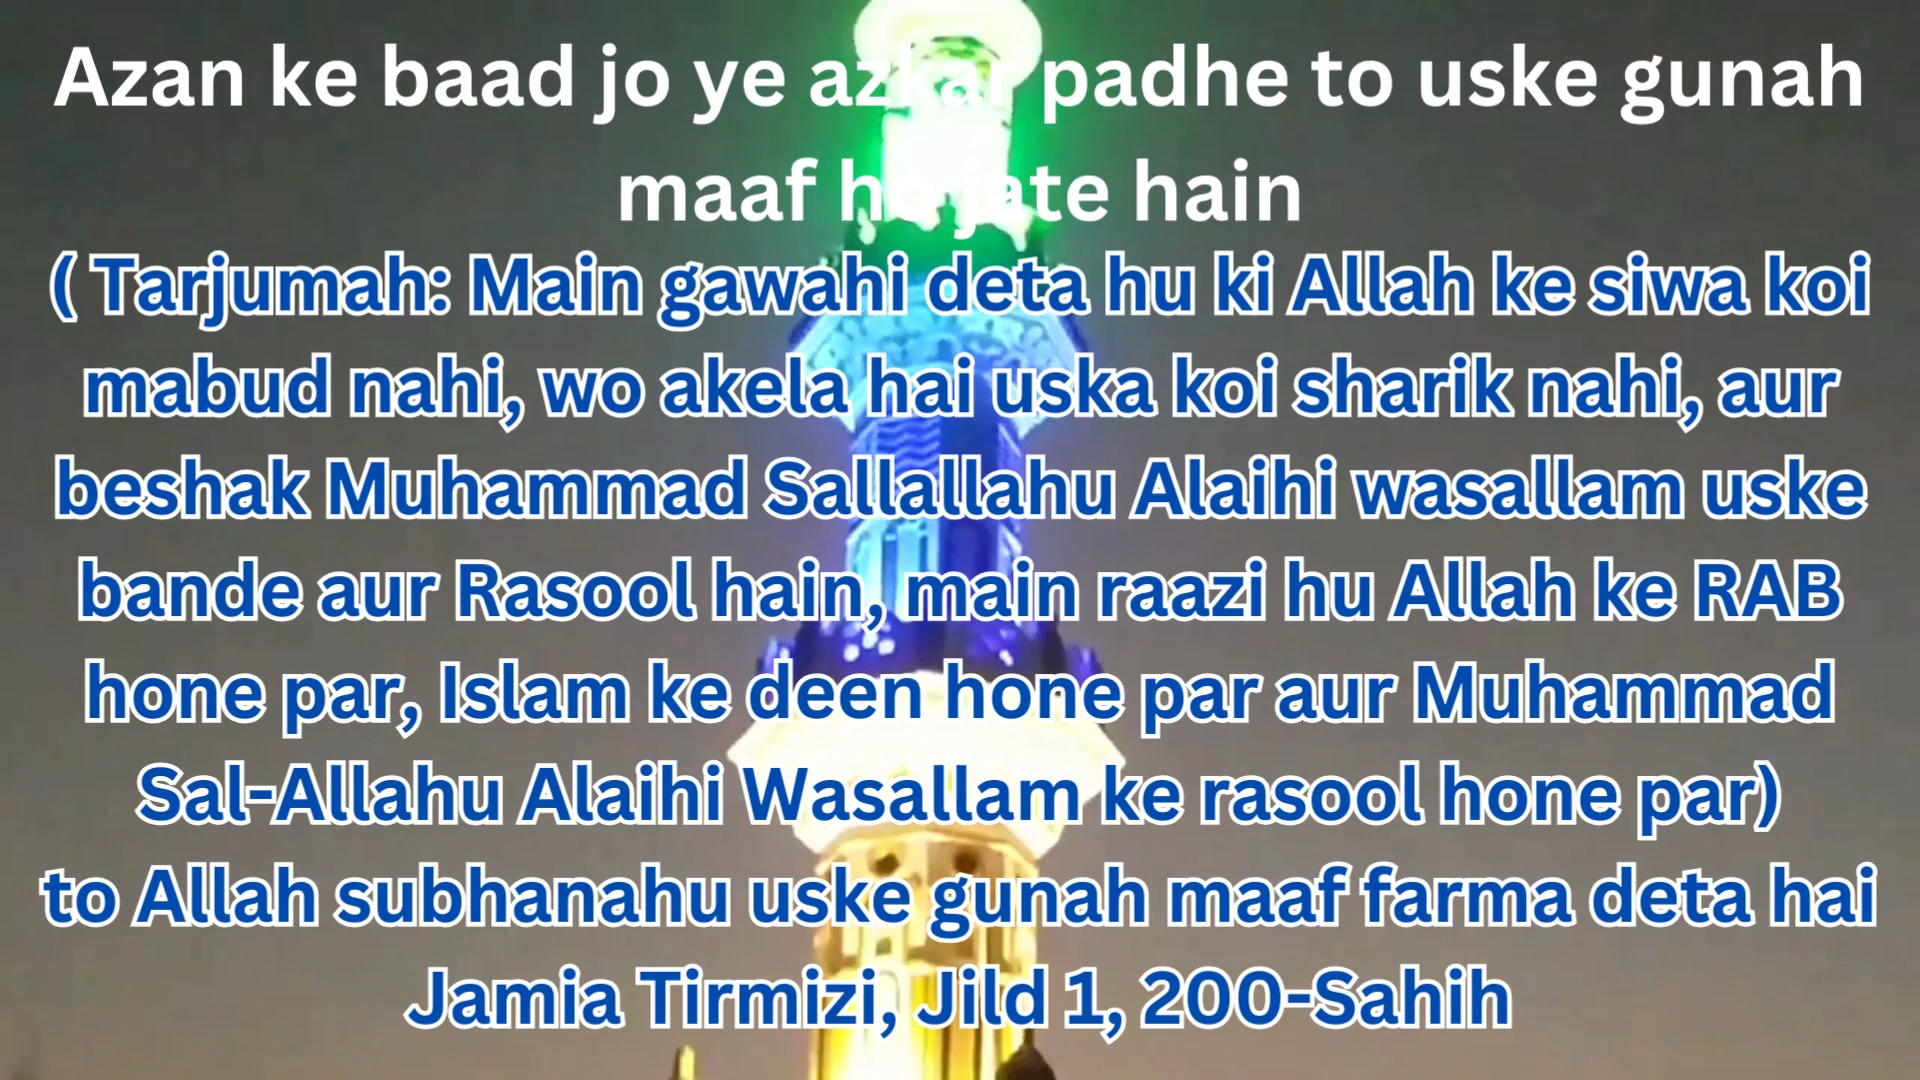 Azan ke baad jo ye azkar padhe to uske gunah
maaf ho jate hain
( Tarjumah: Main gawahi deta hu ki Allah ke siwa koi
mabud nahi, wo akela hai uska koi sharik nahi, aur
beshak Muhammad Sallallahu Alaihi wasallam uske
bande aur Rasool hain, main raazi hu Allah ke RAB
hone par, Islam ke deen hone par aur Muhammad
Sal-Allahu Alaihi Wasallam ke rasool hone par)
to Allah subhanahu uske gunah maaf farma deta hai
Jamia Tirmizi, Jild 1, 200-Sahih